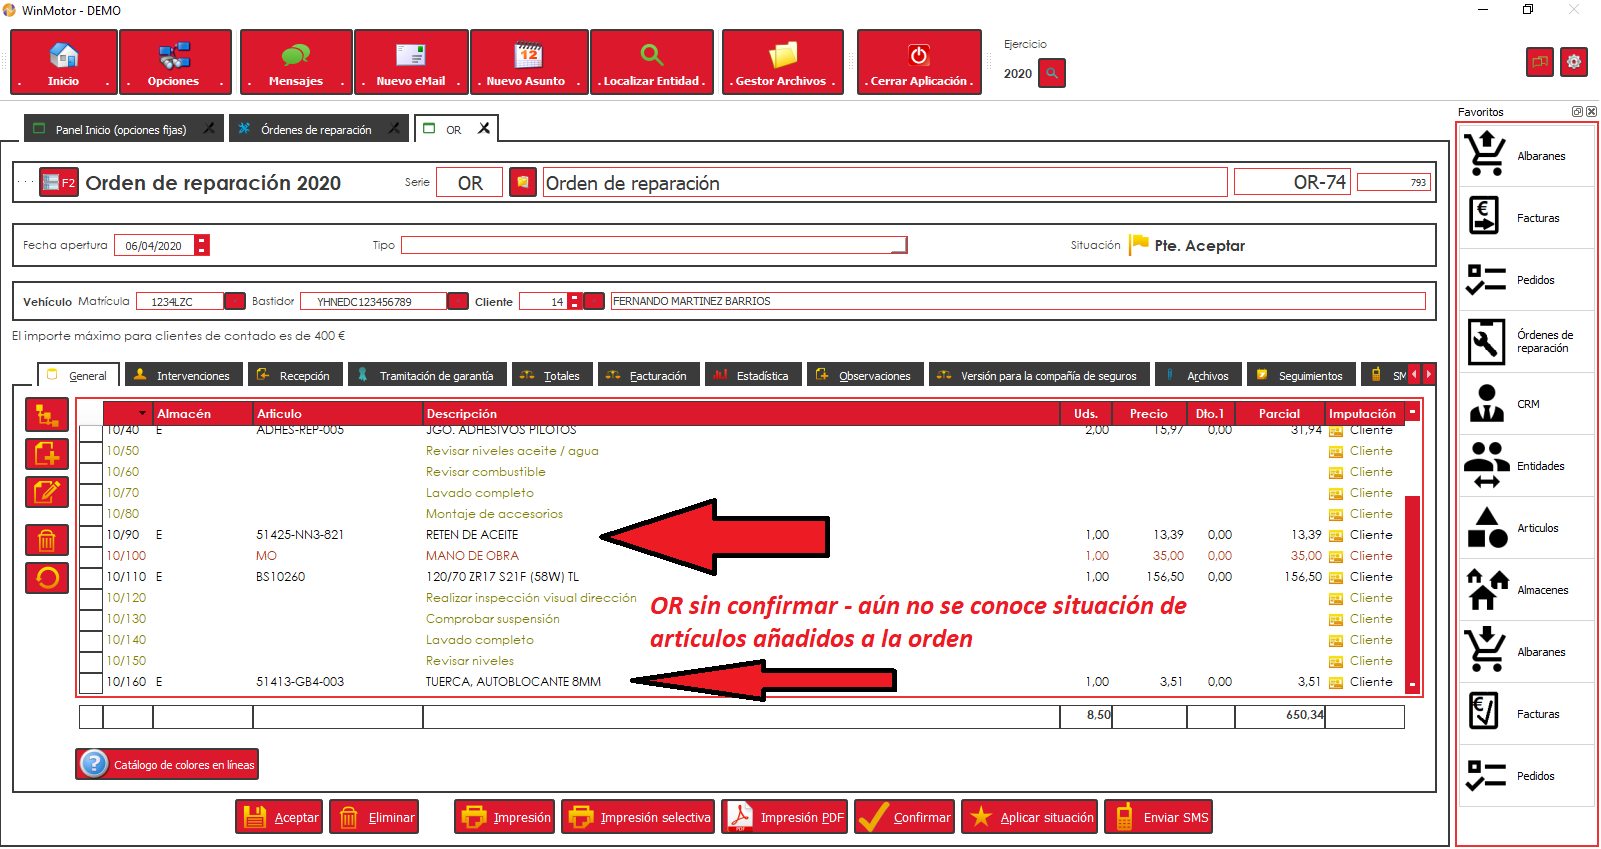 WinMotor - DEMO
. Inicio .
. Opciones .
. Mensajes .
. Nuevo eMail .
12
. Nuevo Asunto .
. Localizar Entidad .
. Gestor Archivos .
. Cerrar Aplicación .
Ejercicio
2020
Favoritos
Panel Inicio (opciones fijas)
Órdenes de reparación
OR
F2
Orden de reparación 2020
Serie
OR
Orden de reparación
OR-74
793
Fecha apertura
06/04/2020
Tipo
Situación
Pte. Aceptar
Vehículo
Matrícula
1234LZC
Bastidor
YHNEDC123456789
Cliente
14
FERNANDO MARTINEZ BARRIOS
El importe máximo para clientes de contado es de 400 €
General
Intervenciones
Recepción
Tramitación de garantía
Totales
Facturación
Estadística
Observaciones
Versión para la compañía de seguros
Archivos
Seguimientos
SM
Almacén Articulo Descripción Uds. Precio Dto.1 Parcial Imputación
10/40 E ADHES-REP-005 JGO. ADHESIVOS PILOTOS 2,00 15,97 0,00 31,94 Cliente
10/50 Revisar niveles aceite / agua Cliente
10/60 Revisar combustible Cliente
10/70 Lavado completo Cliente
10/80 Montaje de accesorios Cliente
10/90 E 51425-NN3-821 RETEN DE ACEITE 1,00 13,39 0,00 13,39 Cliente
10/100 MO MANO DE OBRA 1,00 35,00 0,00 35,00 Cliente
10/110 E BS10260 120/70 ZR17 S21F (58W) TL 1,00 156,50 0,00 156,50 Cliente
10/120 Realizar inspección visual dirección Cliente
10/130 Comprobar suspensión Cliente
10/140 Lavado completo Cliente
10/150 Revisar niveles Cliente
10/160 E 51413-GB4-003 TUERCA, AUTOBLOCANTE 8MM 1,00 3,51 0,00 3,51 Cliente
OR sin confirmar - aún no se conoce situación de
artículos añadidos a la orden
8,50 650,34
Catálogo de colores en líneas
Aceptar
Eliminar
Impresión
Impresión selectiva
PDF
Impresión PDF
Confirmar
Aplicar situación
Enviar SMS
Albaranes
Facturas
Pedidos
Órdenes de
reparación
CRM
Entidades
Articulos
Almacenes
Albaranes
Facturas
Pedidos